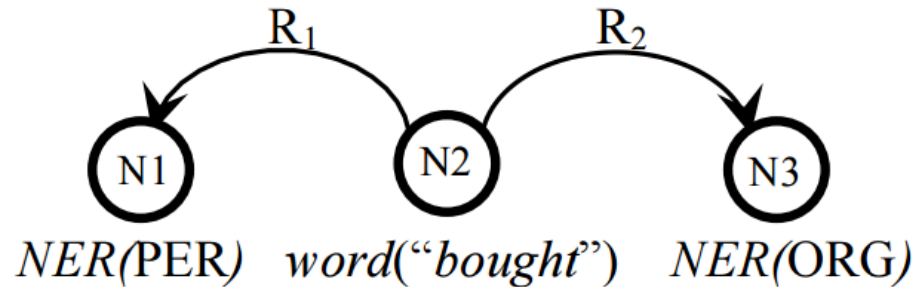 R₁ R₂
N1 N2 N3
NER(PER) word(“bought”) NER(ORG)